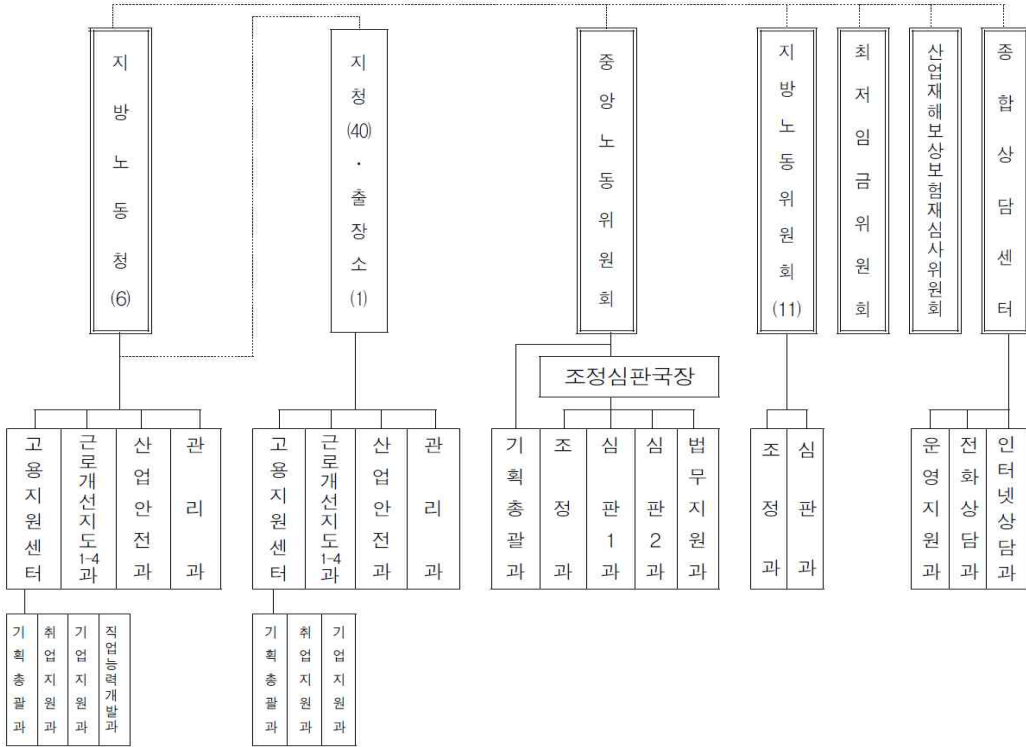 지방노동청(6)
지청(40)·출장소(1)
중앙노동위원회
지방노동위원회(11)
최저임금위원회
산업재해보상보험재심사위원회
종합상담센터
조정심판국장
고용지원센터
근로개선지도1-4과
산업안전과
관리과
고용지원센터
근로개선지도1-4과
산업안전과
관리과
기획총괄과
조정과
심판1과
심판2과
법무지원과
조정과
심판과
운영지원과
전화상담과
인터넷상담과
기획총괄과
취업지원과
기업지원과
직업능력개발과
기획총괄과
취업지원과
기업지원과